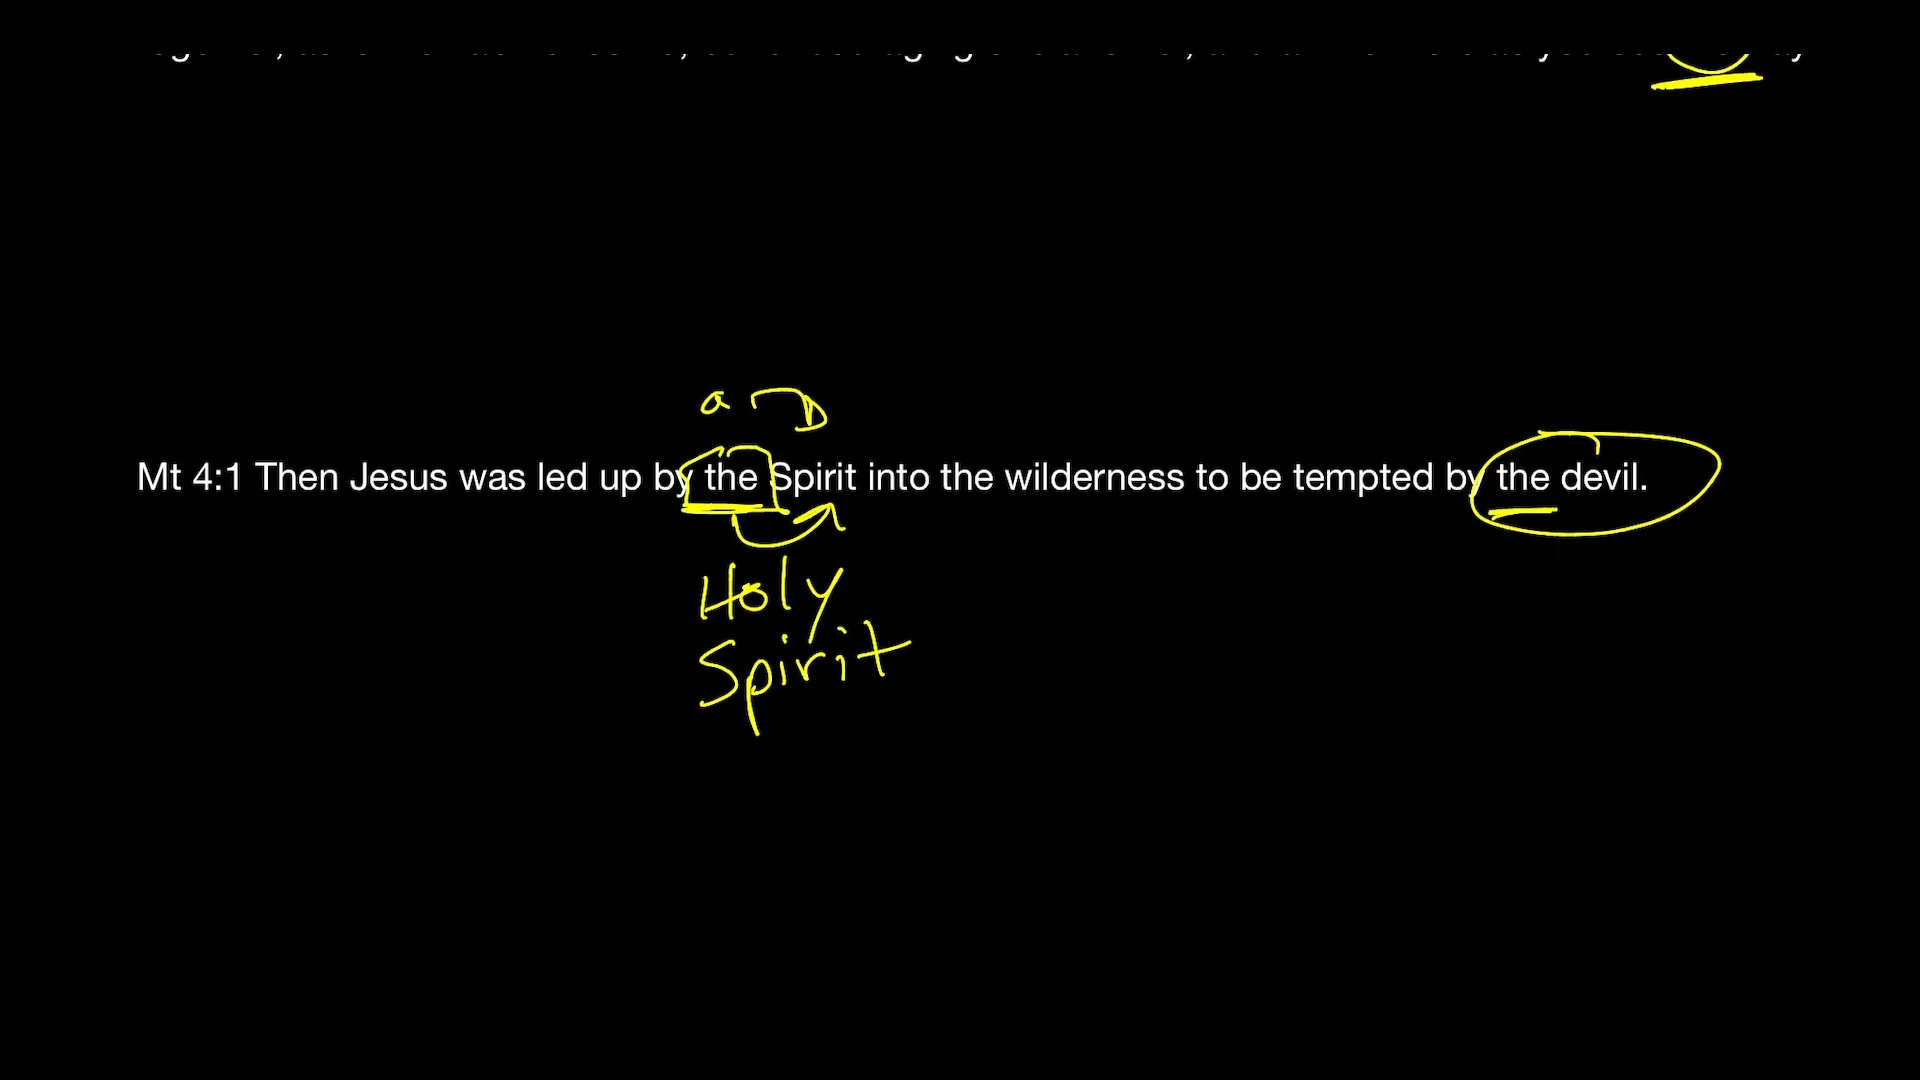 a
Mt 4:1 Then Jesus was led up by the Spirit into the wilderness to be tempted by the devil.
Holy
Spirit